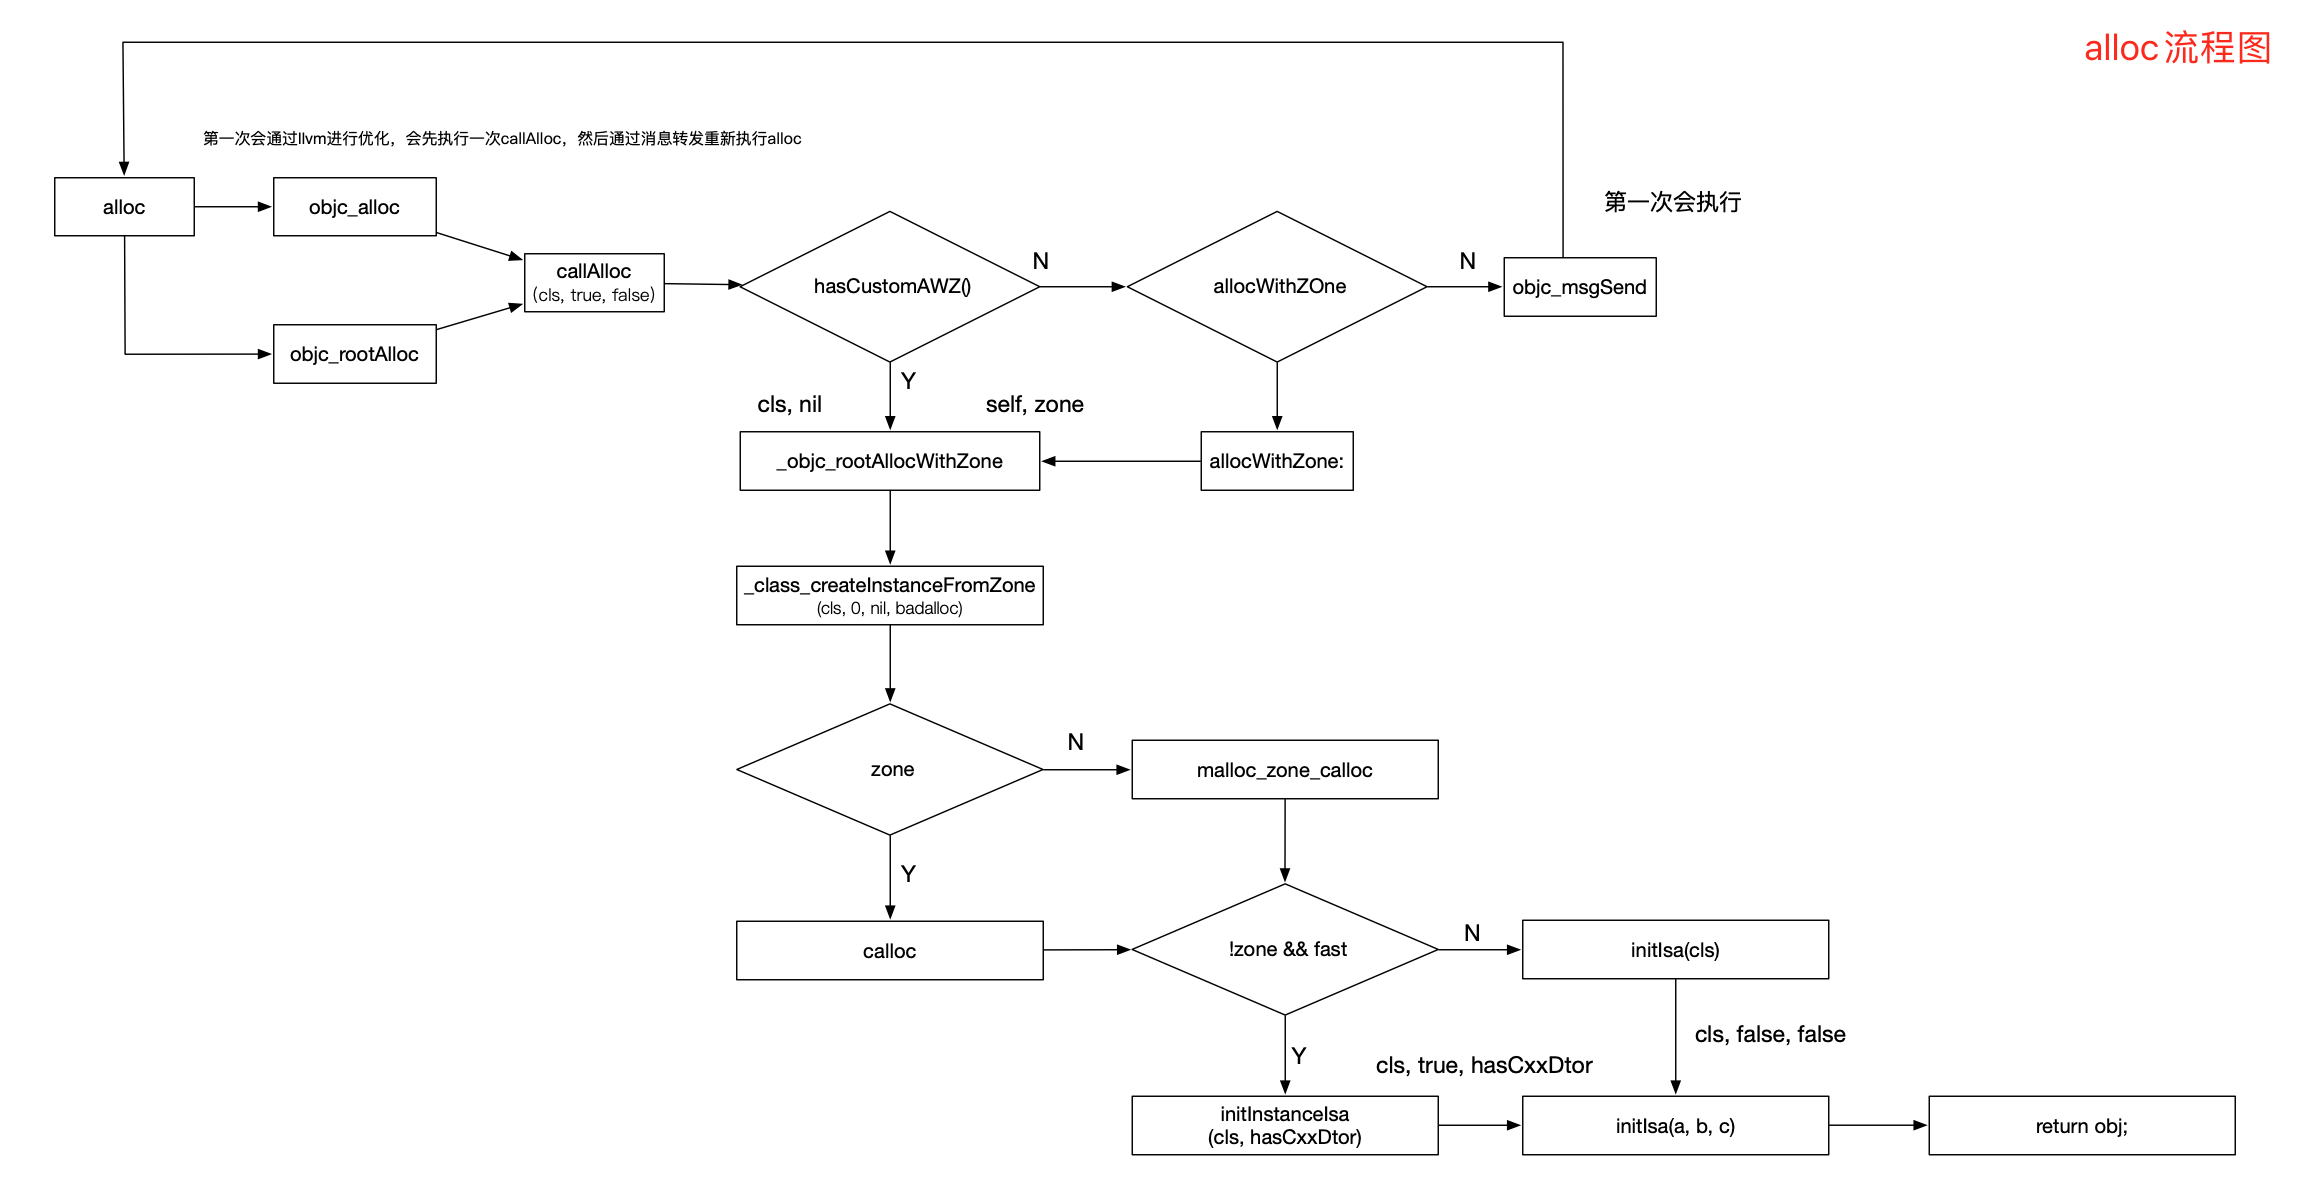 alloc流程图
第一次会通过llvm进行优化，会先执行一次callAlloc，然后通过消息转发重新执行alloc
alloc
objc_alloc
objc_rootAlloc
callAlloc
(cls, true, false)
hasCustomAWZ()
N
allocWithZOne
N
第一次会执行
objc_msgSend
Y
cls, nil
self, zone
_objc_rootAllocWithZone
allocWithZone:
_class_createInstanceFromZone
(cls, 0, nil, badalloc)
zone
N
malloc_zone_calloc
Y
calloc
!zone && fast
N
initIsa(cls)
Y
cls, true, hasCxxDtor
cls, false, false
initInstanceIsa
(cls, hasCxxDtor)
initIsa(a, b, c)
return obj;